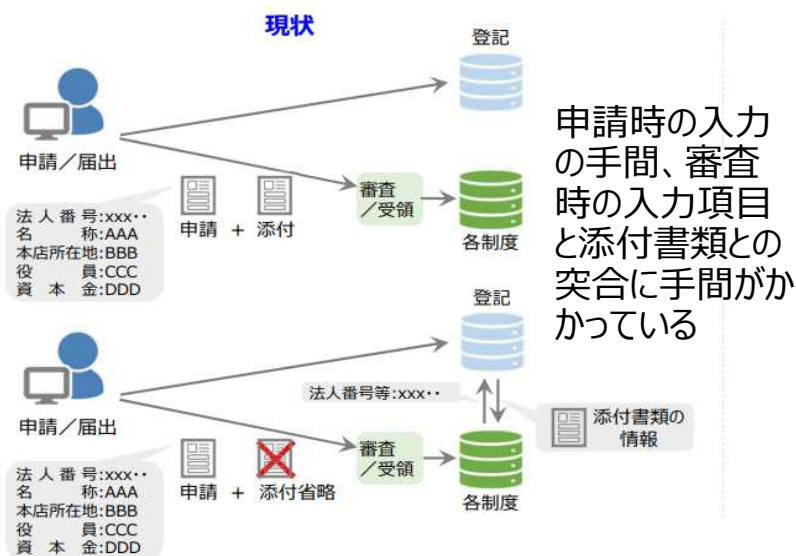 現状
登記
申請/届出
法人番号:xxx‥
名称:AAA
本店所在地:BBB
役員:CCC
資本金:DDD
申請 + 添付
審査
/受領
各制度
申請時の入力
の手間、審査
時の入力項目
と添付書類との
突合に手間がか
かっている
登記
法人番号等:xxx‥
添付書類の
情報
申請/届出
法人番号:xxx‥
名称:AAA
本店所在地:BBB
役員:CCC
資本金:DDD
申請 + 添付省略
審査
/受領
各制度